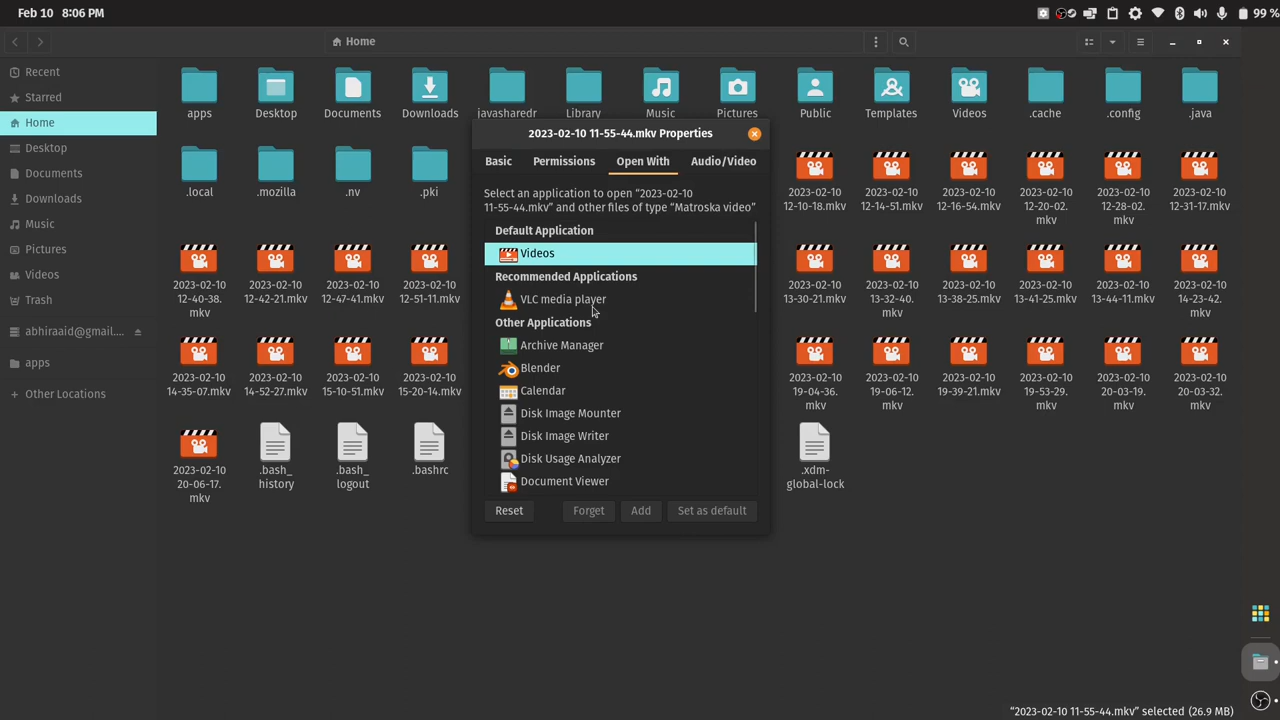 Feb 10 8:06 PM
99 %
Home
Recent
Starred
Home
Desktop
Documents
Downloads
Music
Pictures
Videos
Trash
abhiraaid@gmail....
apps
+ Other Locations
apps
Desktop
Documents
Downloads
javasharedr
Library
Music
Pictures
Public
Templates
Videos
.cache
.config
.java
.local
.mozilla
.nv
.pki
2023-02-10
12-10-18.mkv
2023-02-10
12-14-51.mkv
2023-02-10
12-16-54.mkv
2023-02-10
12-20-02.
mkv
2023-02-10
12-28-02.
mkv
2023-02-10
12-31-17.mkv
2023-02-10
12-40-38.
mkv
2023-02-10
12-42-21.mkv
2023-02-10
12-47-41.mkv
2023-02-10
12-51-11.mkv
2023-02-10
13-30-21.mkv
2023-02-10
13-32-40.
mkv
2023-02-10
13-38-25.mkv
2023-02-10
13-41-25.mkv
2023-02-10
13-44-11.mkv
2023-02-10
14-23-42.
mkv
2023-02-10
14-35-07.mkv
2023-02-10
14-52-27.mkv
2023-02-10
15-10-51.mkv
2023-02-10
15-20-14.mkv
2023-02-10
19-04-36.
mkv
2023-02-10
19-06-12.
mkv
2023-02-10
19-39-21.mkv
2023-02-10
19-53-29.
mkv
2023-02-10
20-03-19.
mkv
2023-02-10
20-03-32.
mkv
2023-02-10
20-06-17.
mkv
.bash_
history
.bash_
logout
.bashrc
.xdm-
global-lock
2023-02-10 11-55-44.mkv Properties
Basic
Permissions
Open With
Audio/Video
Select an application to open “2023-02-10
11-55-44.mkv” and other files of type “Matroska video”
Default Application
Videos
Recommended Applications
VLC media player
Other Applications
Archive Manager
Blender
Calendar
Disk Image Mounter
Disk Image Writer
Disk Usage Analyzer
Document Viewer
Reset
Forget
Add
Set as default
“2023-02-10 11-55-44.mkv” selected (26.9 MB)